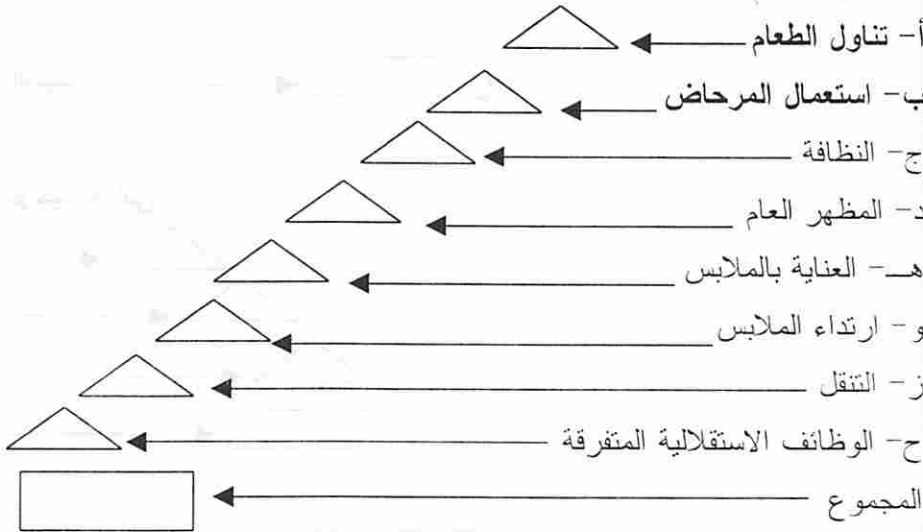 أ- تناول الطعام
ب- استعمال المرحاض
ج- النظافة
د- المظهر العام
هـ- العناية بالملابس
و- ارتداء الملابس
ز- التنقل
ح- الوظائف الاستقلالية المتفرقة
المجموع